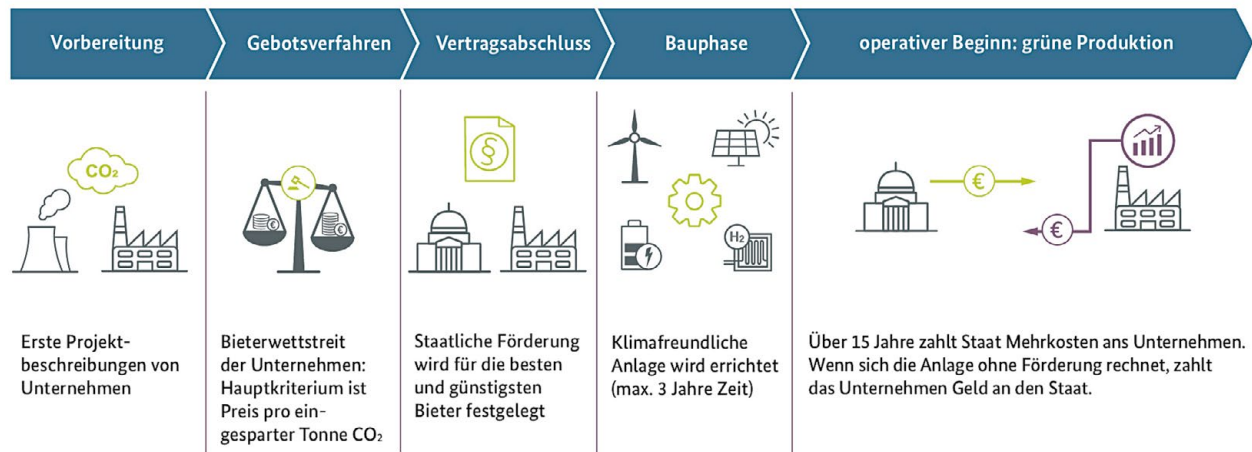 Vorbereitung
Gebotsverfahren
Vertragsabschluss
Bauphase
operativer Beginn: grüne Produktion
CO₂
§
H₂
€
€
Erste Projekt-
beschreibungen von
Unternehmen
Bieterwettstreit
der Unternehmen:
Hauptkriterium ist
Preis pro ein-
gesparter Tonne CO₂
Staatliche Förderung
wird für die besten
und günstigsten
Bieter festgelegt
Klimafreundliche
Anlage wird errichtet
(max. 3 Jahre Zeit)
Über 15 Jahre zahlt Staat Mehrkosten ans Unternehmen.
Wenn sich die Anlage ohne Förderung rechnet, zahlt
das Unternehmen Geld an den Staat.